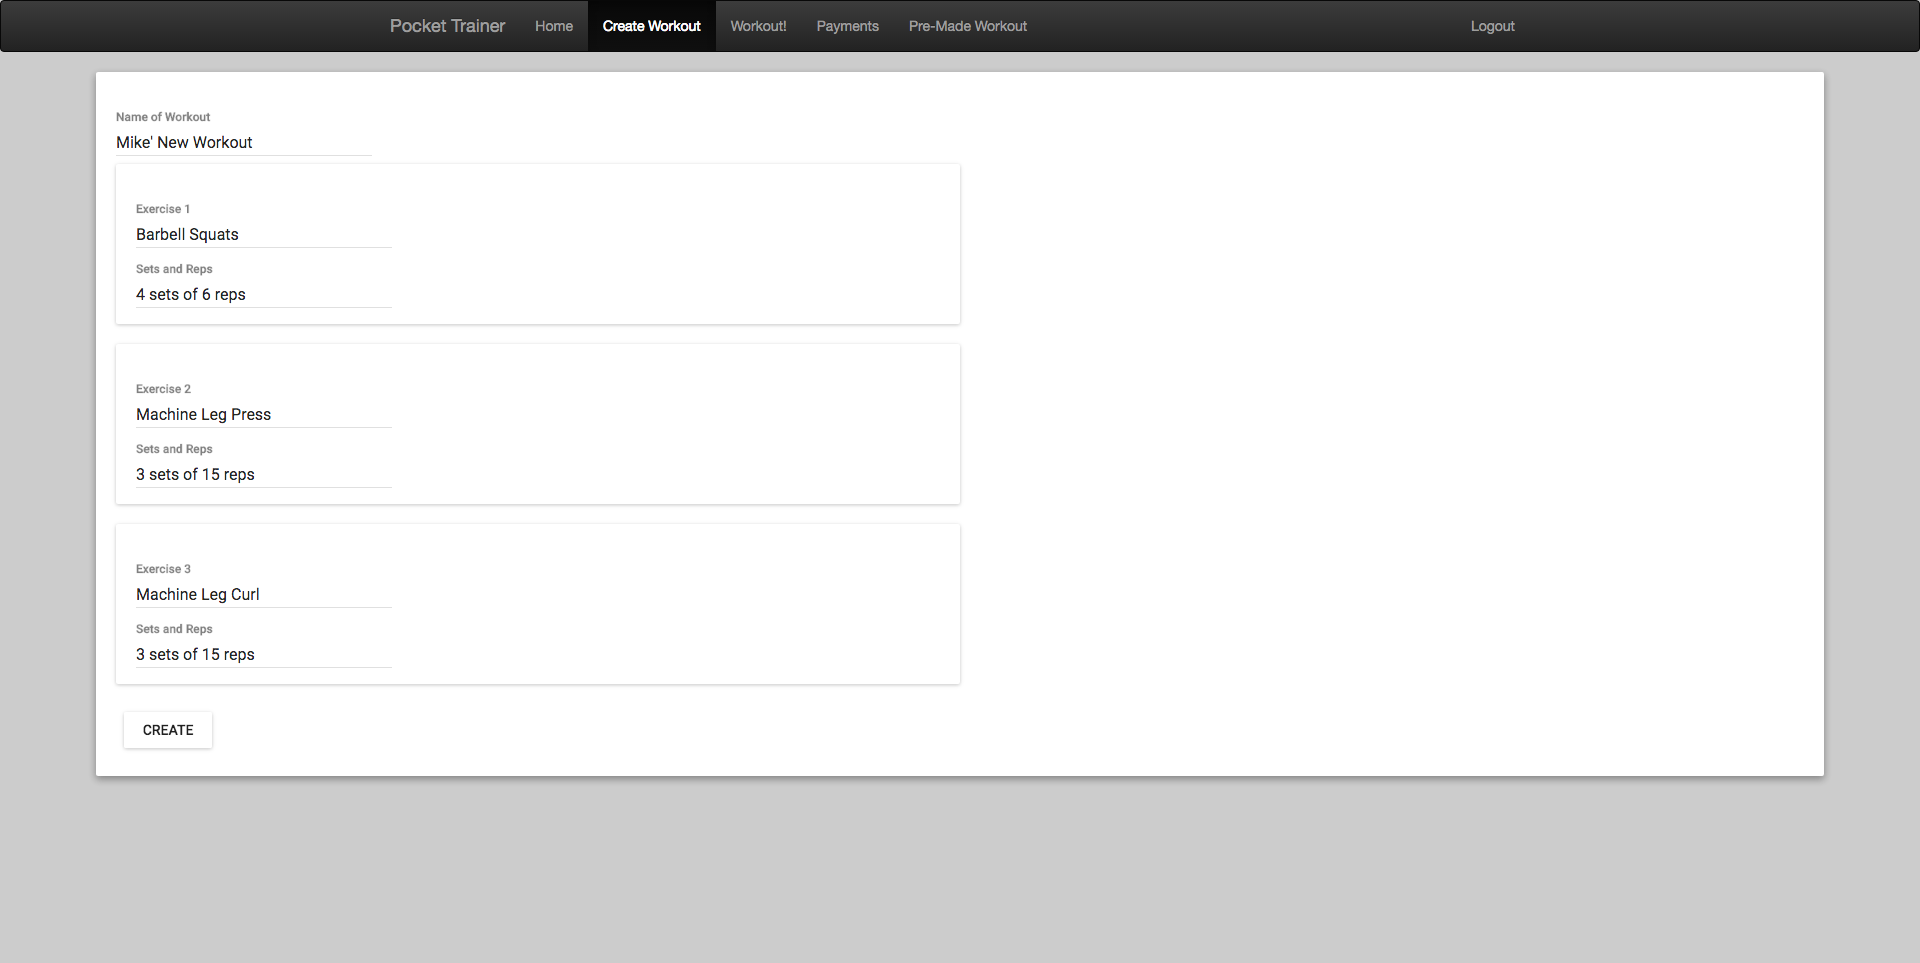 Pocket Trainer Home Create Workout Workout! Payments Pre-Made Workout Logout
Name of Workout
Mike' New Workout
Exercise 1
Barbell Squats
Sets and Reps
4 sets of 6 reps
Exercise 2
Machine Leg Press
Sets and Reps
3 sets of 15 reps
Exercise 3
Machine Leg Curl
Sets and Reps
3 sets of 15 reps
CREATE